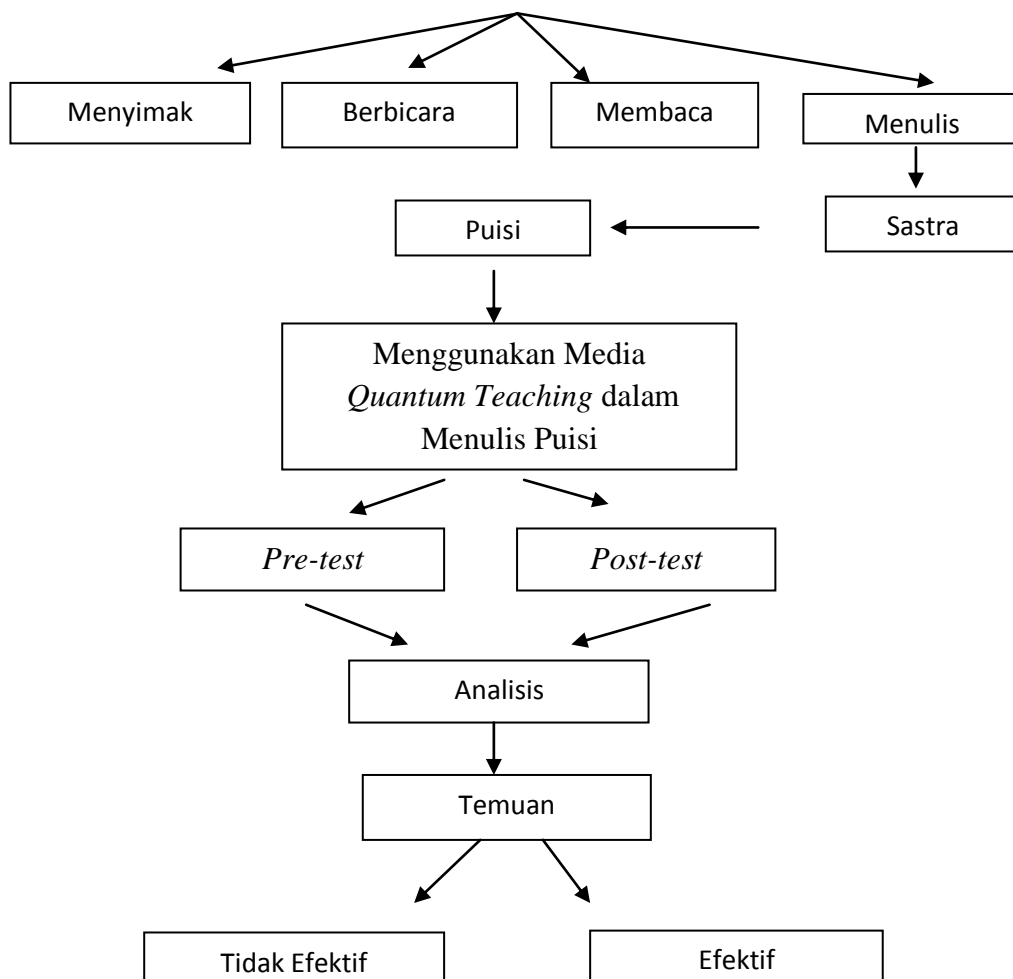 Menyimak
Berbicara
Membaca
Menulis
Puisi
Sastra
Menggunakan Media
Quantum Teaching dalam
Menulis Puisi
Pre-test
Post-test
Analisis
Temuan
Tidak Efektif
Efektif